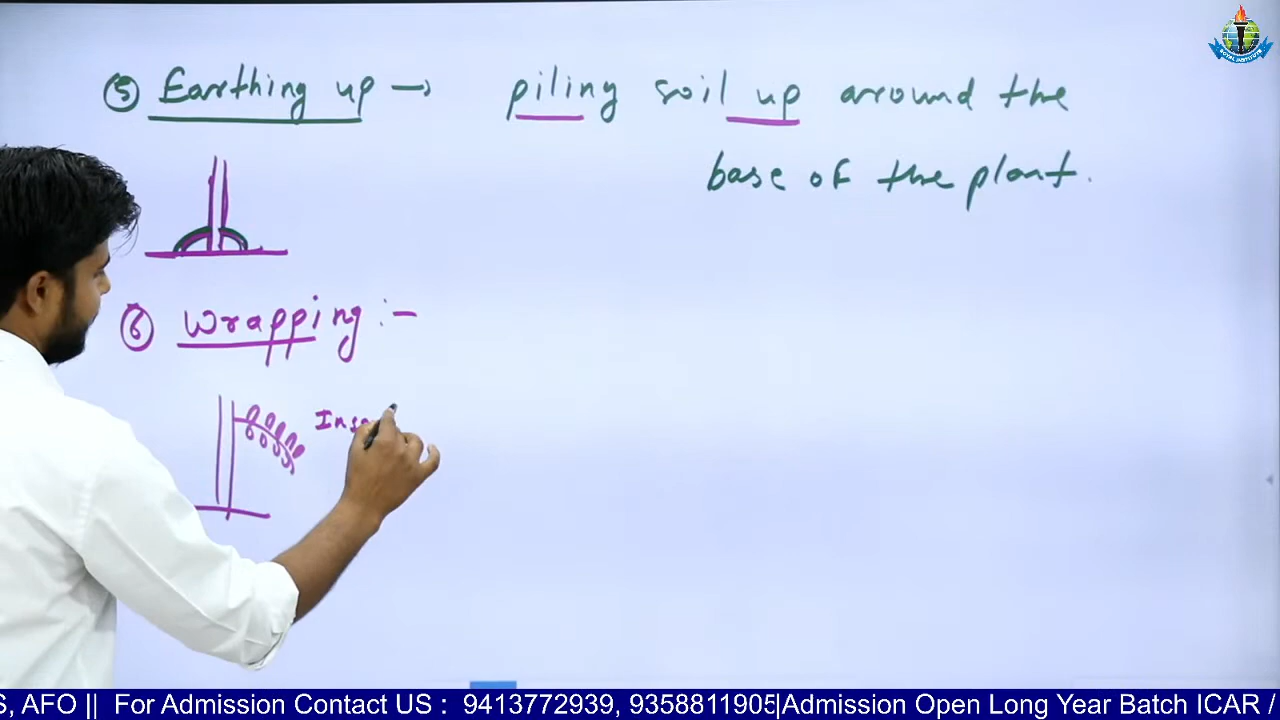 ⑤ Earthing up → piling soil up around the
base of the plant.
⑥ Wrapping :-
S, AFO || For Admission Contact US : 9413772939, 9358811905|Admission Open Long Year Batch ICAR /